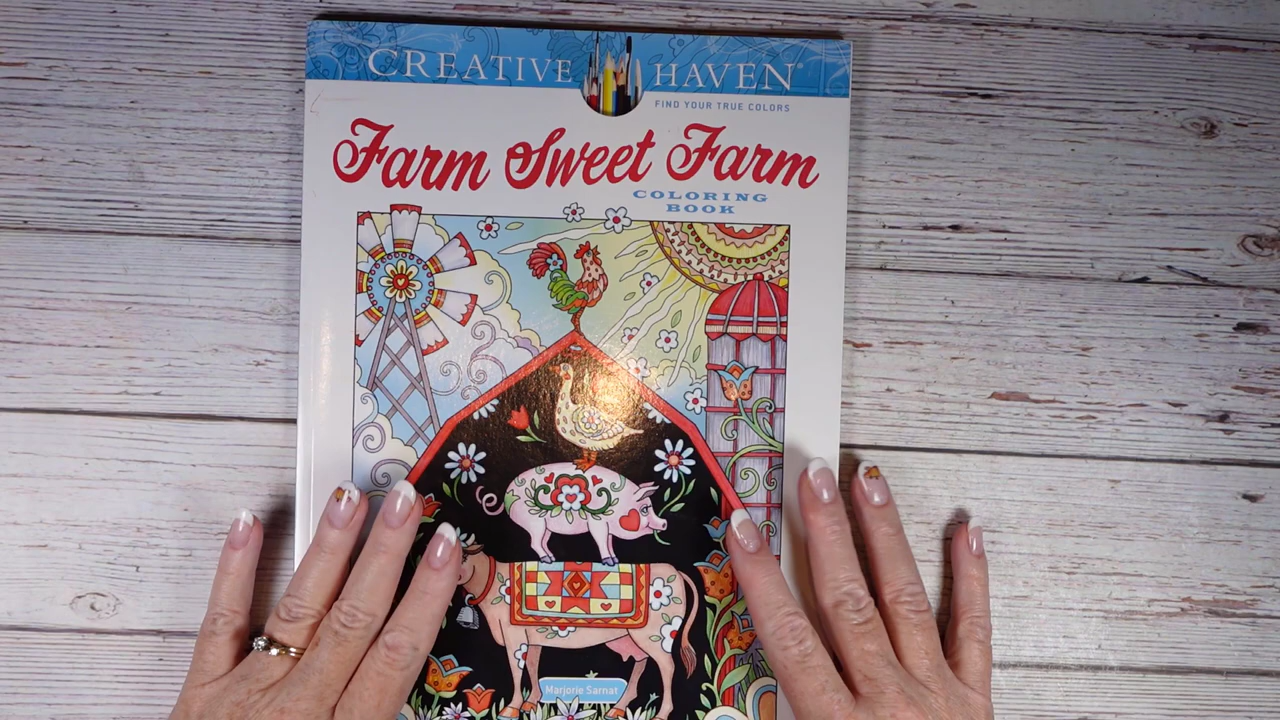 CREATIVE HAVEN®
FIND YOUR TRUE COLORS
Farm Sweet Farm
COLORING
BOOK
Marjorie Sarnat